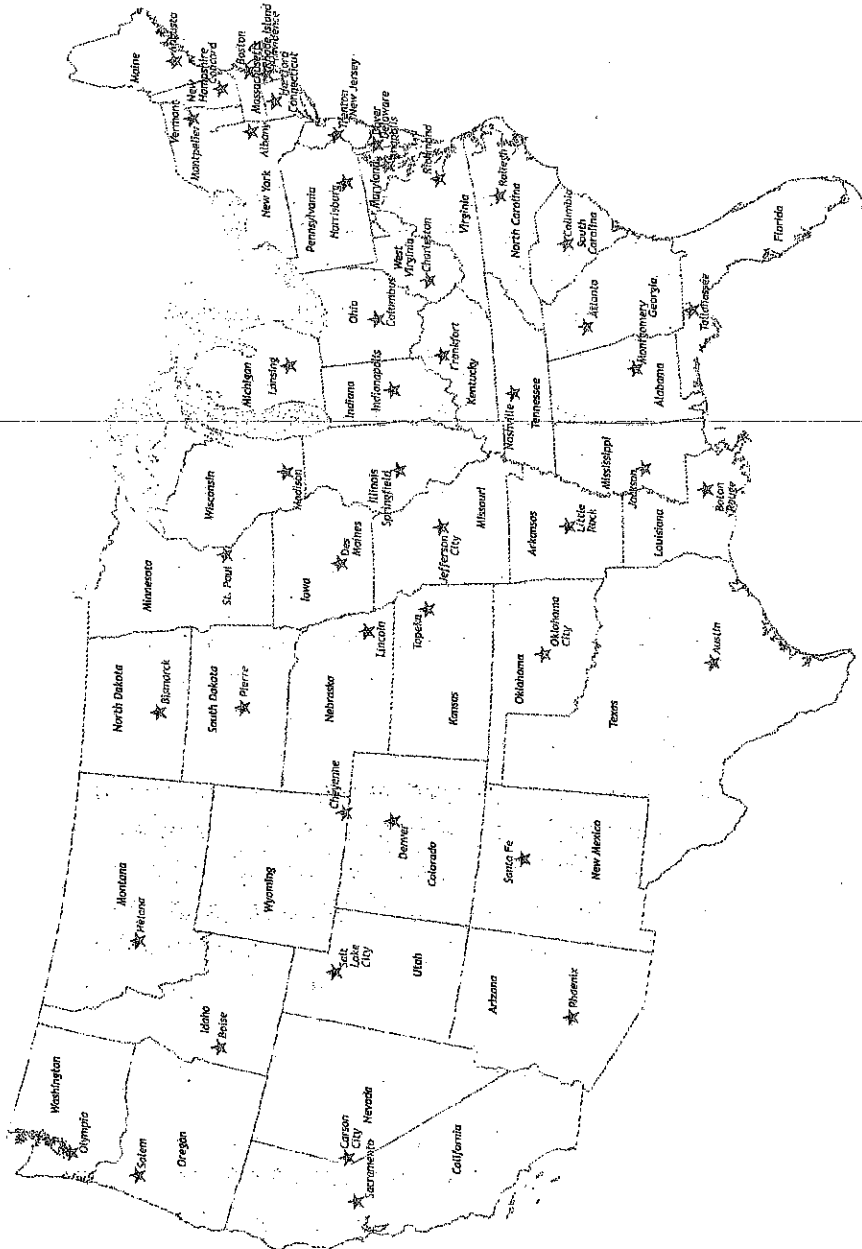 Washington
Olympia
Oregon
Salem
California
Sacramento
Nevada
Carson
City
Idaho
Boise
Montana
Helena
Wyoming
Cheyenne
Utah
Salt
Lake
City
Arizona
Phoenix
Colorado
Denver
New Mexico
Santa Fe
North Dakota
Bismarck
South Dakota
Pierre
Nebraska
Lincoln
Kansas
Topeka
Oklahoma
Oklahoma
City
Texas
Austin
Minnesota
St. Paul
Iowa
Des
Moines
Missouri
Jefferson
City
Arkansas
Little
Rock
Louisiana
Baton
Rouge
Wisconsin
Madison
Illinois
Springfield
Mississippi
Jackson
Michigan
Lansing
Indiana
Indianapolis
Kentucky
Frankfort
Tennessee
Nashville
Alabama
Montgomery
Ohio
Columbus
West
Virginia
Charleston
Georgia
Atlanta
Florida
Tallahassee
South
Carolina
Columbia
North Carolina
Raleigh
Virginia
Richmond
Maryland
Annapolis
Delaware
Dover
Pennsylvania
Harrisburg
New Jersey
Trenton
New York
Albany
Connecticut
Hartford
Rhode Island
Providence
Massachusetts
Boston
Vermont
Montpelier
New
Hampshire
Concord
Maine
Augusta